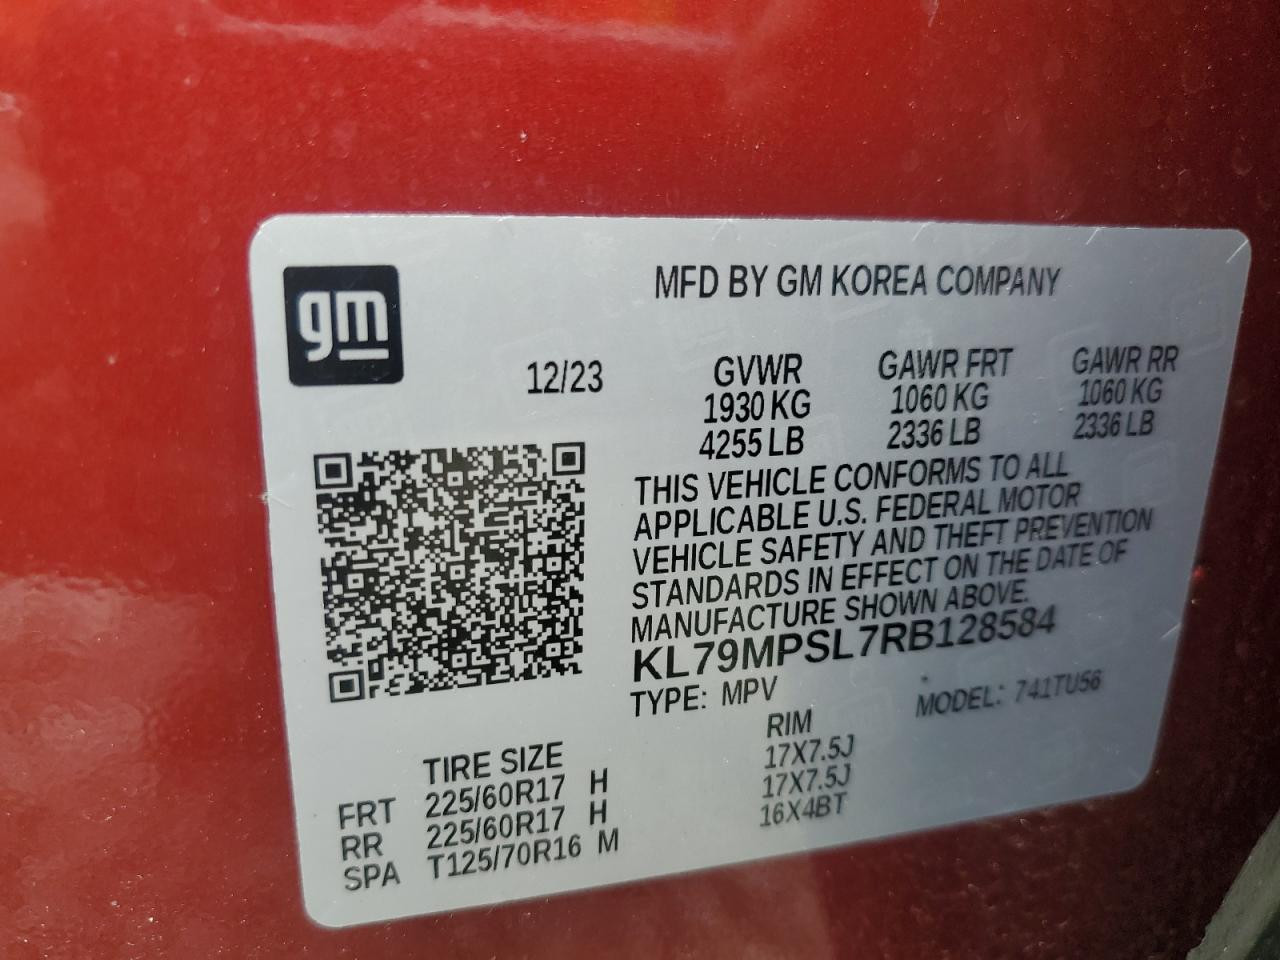 gm
MFD BY GM KOREA COMPANY
12/23
GVWR GAWR FRT GAWR RR
1930 KG 1060 KG 1060 KG
4255 LB 2336 LB 2336 LB
THIS VEHICLE CONFORMS TO ALL
APPLICABLE U.S. FEDERAL MOTOR
VEHICLE SAFETY AND THEFT PREVENTION
STANDARDS IN EFFECT ON THE DATE OF
MANUFACTURE SHOWN ABOVE.
KL79MPSL7RB128584
TYPE: MPV MODEL: 741TU56
TIRE SIZE RIM
FRT 225/60R17 H 17X7.5J
RR 225/60R17 H 17X7.5J
SPA T125/70R16 M 16X4BT